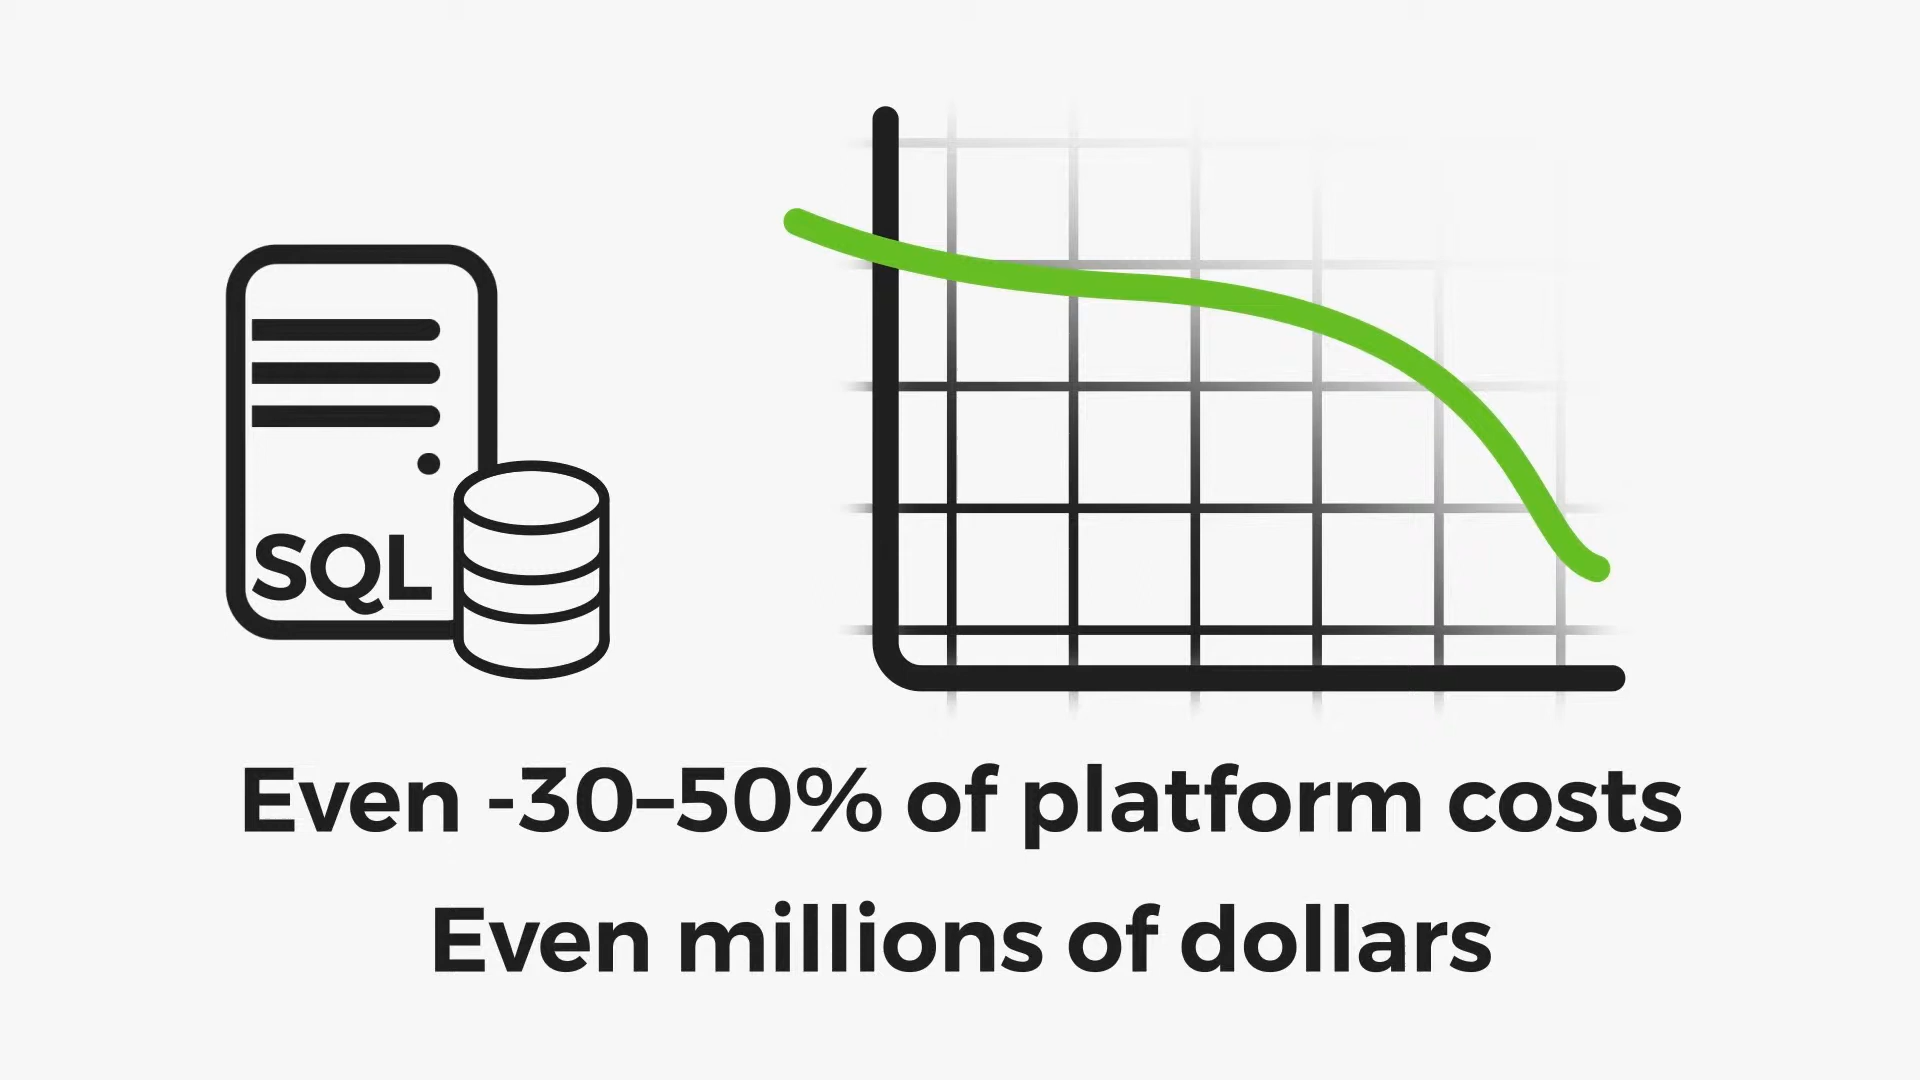 SQL
Even -30–50% of platform costs
Even millions of dollars